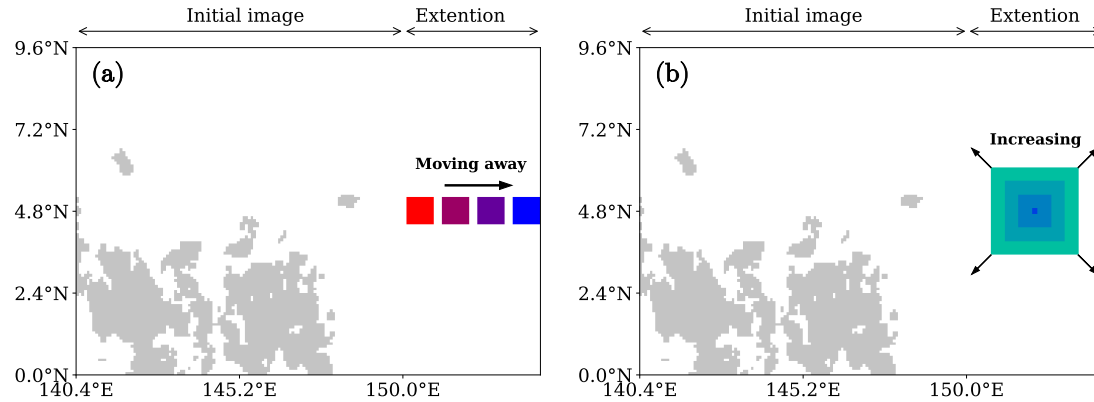 Initial image
Extention
Initial image
Extention
9.6°N
(a)
7.2°N
Moving away
4.8°N
2.4°N
0.0°N
140.4°E
145.2°E
150.0°E
9.6°N
(b)
7.2°N
Increasing
4.8°N
2.4°N
0.0°N
140.4°E
145.2°E
150.0°E